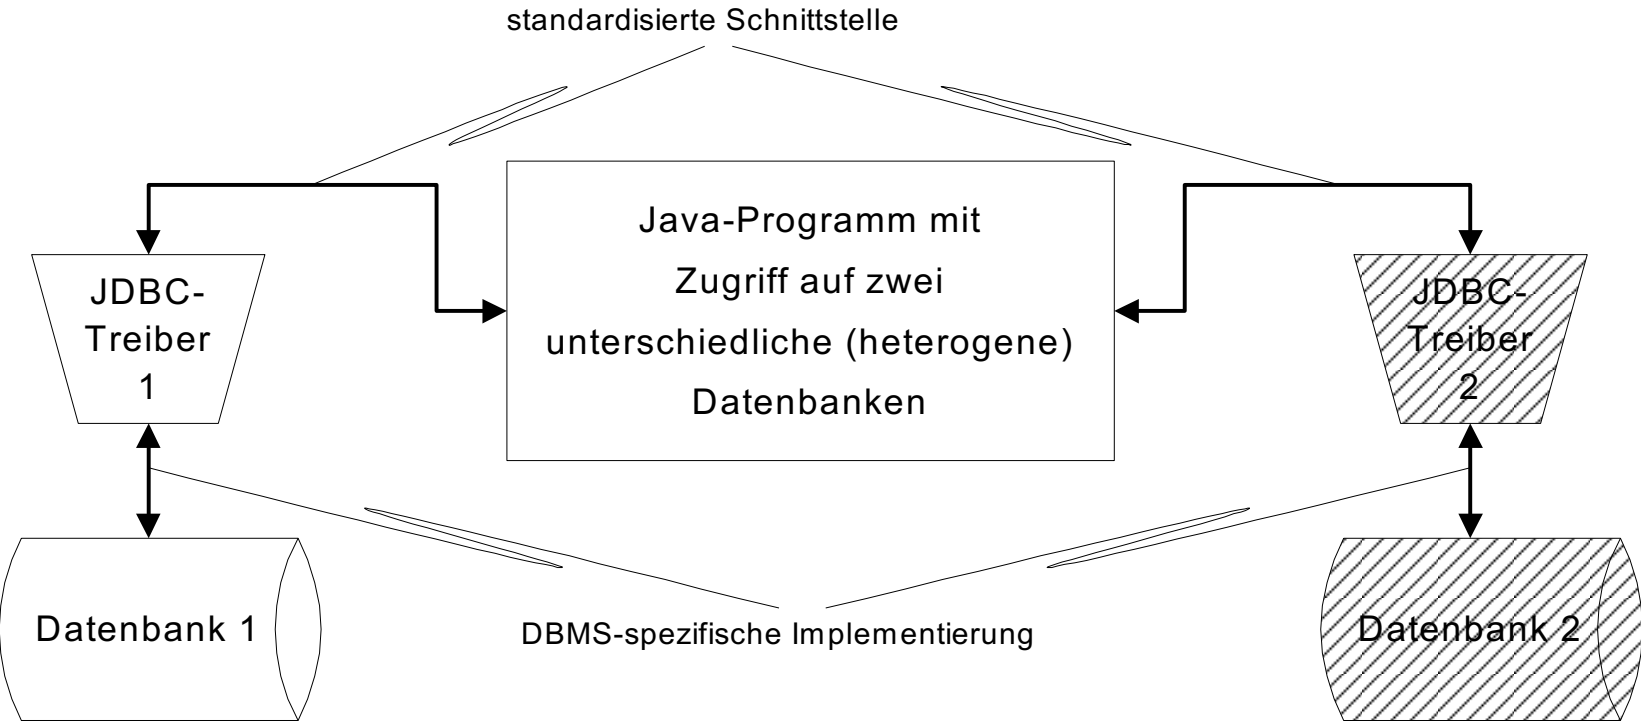 standardisierte Schnittstelle
Java-Programm mit
Zugriff auf zwei
unterschiedliche (heterogene)
Datenbanken
JDBC-
Treiber
1
JDBC-
Treiber
2
Datenbank 1
DBMS-spezifische Implementierung
Datenbank 2